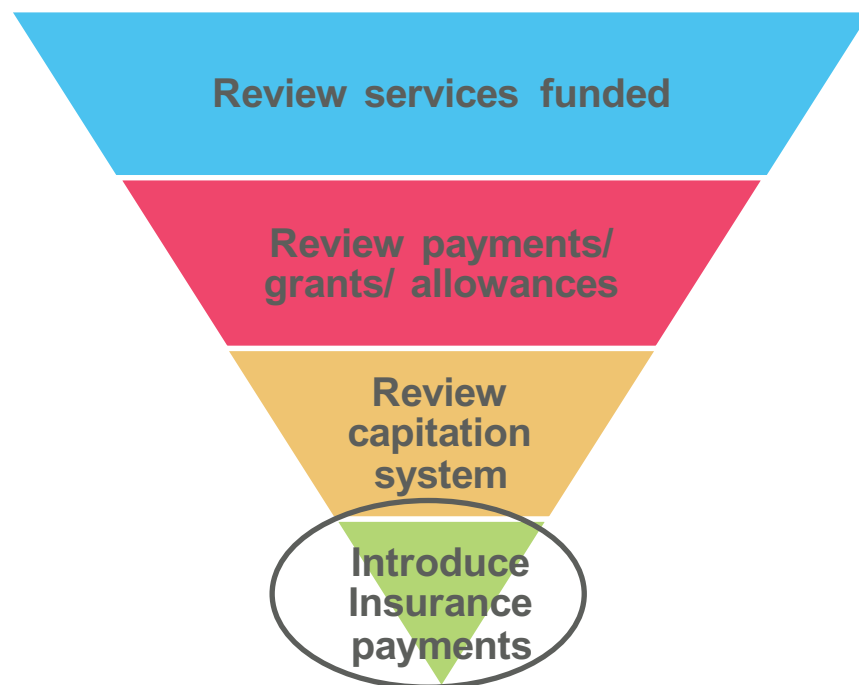 Review services funded
Review payments/
grants/ allowances
Review
capitation
system
Introduce
Insurance
payments